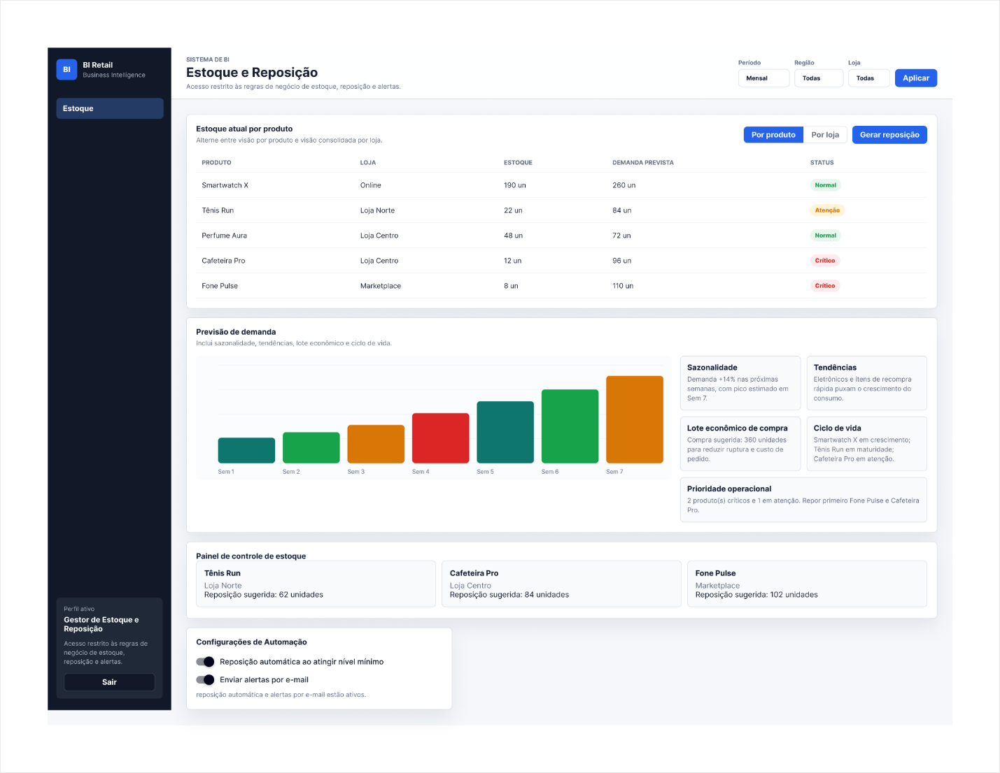 BI
BI Retail
Business Intelligence
Estoque
Perfil ativo
Gestor de Estoque e
Reposição
Acesso restrito às regras de
negócio de estoque,
reposição e alertas.
Sair
SISTEMA DE BI
Estoque e Reposição
Acesso restrito às regras de negócio de estoque, reposição e alertas.
Período
Região
Loja
Mensal
Todas
Todas
Aplicar
Estoque atual por produto
Alterne entre visão por produto e visão consolidada por loja.
Por produto
Por loja
Gerar reposição
PRODUTO LOJA ESTOQUE DEMANDA PREVISTA STATUS
Smartwatch X Online 190 un 260 un Normal
Tênis Run Loja Norte 22 un 84 un Atenção
Perfume Aura Loja Centro 48 un 72 un Normal
Cafeteira Pro Loja Centro 12 un 96 un Crítico
Fone Pulse Marketplace 8 un 110 un Crítico
Previsão de demanda
Inclui sazonalidade, tendências, lote econômico e ciclo de vida.
Sem 1 Sem 2 Sem 3 Sem 4 Sem 5 Sem 6 Sem 7
Sazonalidade
Demanda +14% nas próximas
semanas, com pico estimado em
Sem 7.
Tendências
Eletrônicos e itens de recompra
rápida puxam o crescimento do
consumo.
Lote econômico de compra
Compra sugerida: 360 unidades
para reduzir ruptura e custo de
pedido.
Ciclo de vida
Smartwatch X em crescimento;
Tênis Run em maturidade;
Cafeteira Pro em atenção.
Prioridade operacional
2 produto(s) críticos e 1 em atenção. Repor primeiro Fone Pulse e Cafeteira
Pro.
Painel de controle de estoque
Tênis Run
Loja Norte
Reposição sugerida: 62 unidades
Cafeteira Pro
Loja Centro
Reposição sugerida: 84 unidades
Fone Pulse
Marketplace
Reposição sugerida: 102 unidades
Configurações de Automação
Reposição automática ao atingir nível mínimo
Enviar alertas por e-mail
reposição automática e alertas por e-mail estão ativos.